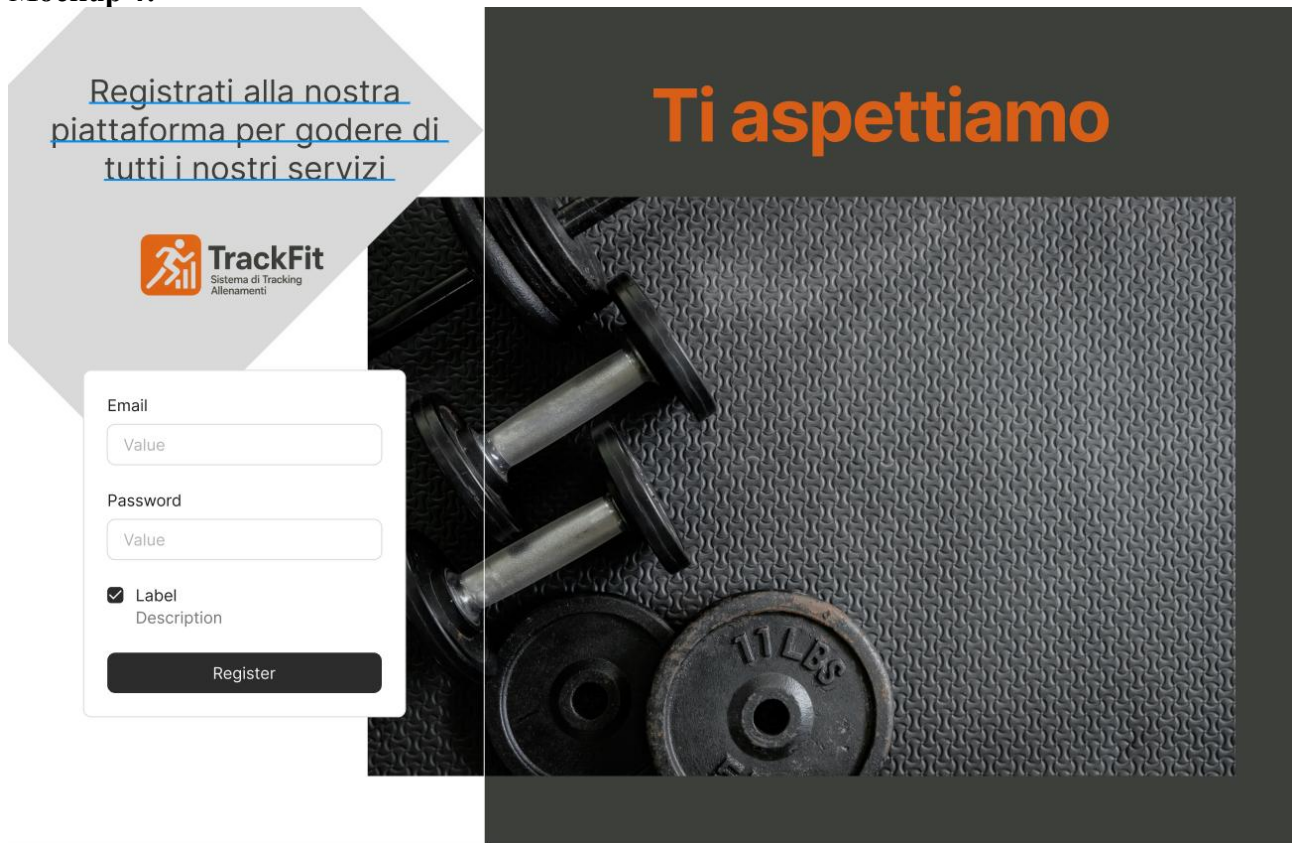 Registrati alla nostra
piattaforma per godere di
tutti i nostri servizi
TrackFit
Sistema di Tracking
Allenamenti
Ti aspettiamo
Email
Value
Password
Value
Label
Description
Register
11 LBS